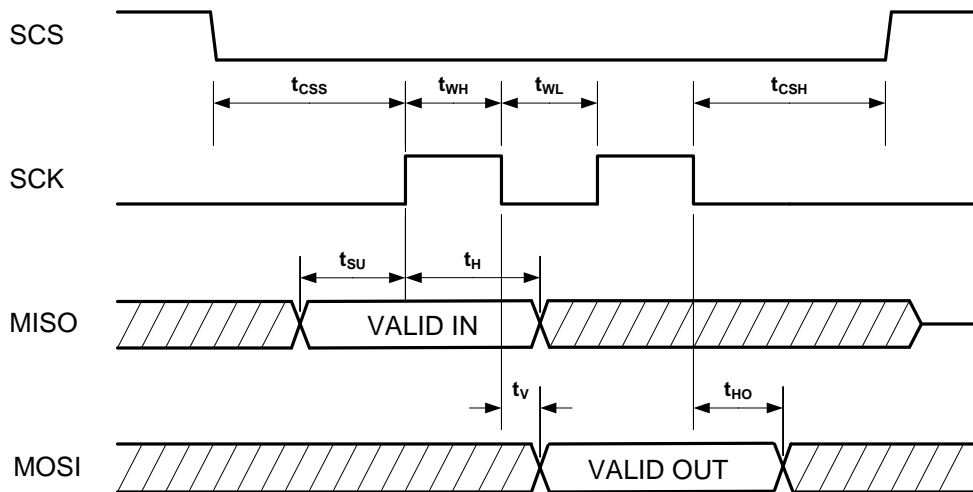 SCS
tCSS tWH tWL tCSH
SCK
tSU tH
MISO VALID IN
tV tHO
MOSI VALID OUT